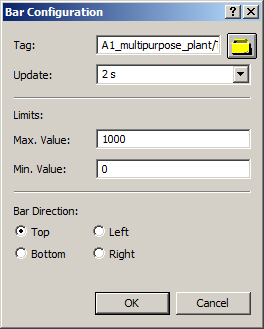 Bar Configuration
Tag: A1_multipurpose_plant/
Update: 2 s
Limits:
Max. Value: 1000
Min. Value: 0
Bar Direction:
Top Left
Bottom Right
OK Cancel